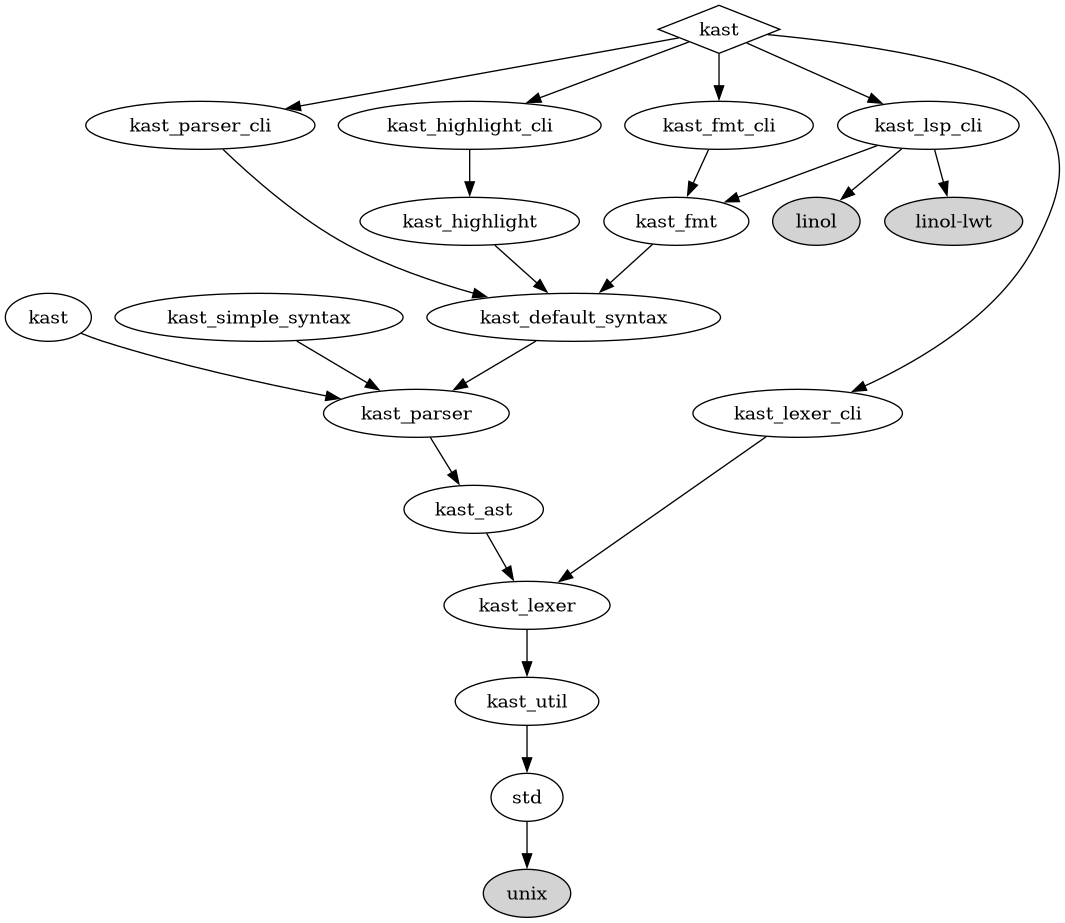 kast
kast_parser_cli
kast_highlight_cli
kast_fmt_cli
kast_lsp_cli
kast_highlight
kast_fmt
linol
linol-lwt
kast
kast_simple_syntax
kast_default_syntax
kast_parser
kast_lexer_cli
kast_ast
kast_lexer
kast_util
std
unix